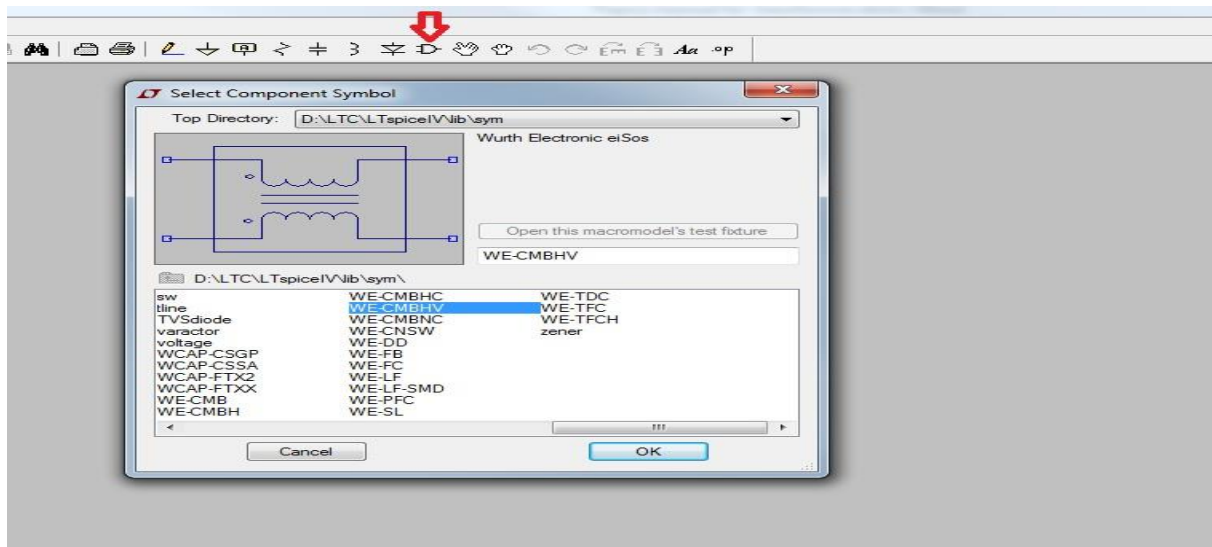 Aa .op
Select Component Symbol
Top Directory: D:\LTC\LTspiceIV\lib\sym
Wurth Electronic eiSos
Open this macromodel's test fixture
WE-CMBHV
D:\LTC\LTspiceIV\lib\sym\
sw WE-CMBHC WE-TDC
tline WE-CMBHV WE-TFC
TVSdiode WE-CMBNC WE-TFCH
varactor WE-CNSW zener
voltage WE-DD
WCAP-CSGP WE-FB
WCAP-CSSA WE-FC
WCAP-FTX2 WE-LF
WCAP-FTXX WE-LF-SMD
WE-CMB WE-PFC
WE-CMBH WE-SL
Cancel OK